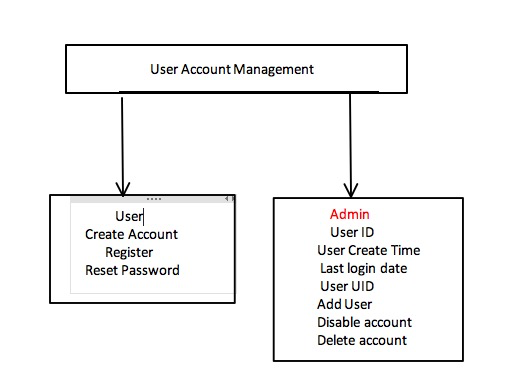 User Account Management
User
Create Account
Register
Reset Password
Admin
User ID
User Create Time
Last login date
User UID
Add User
Disable account
Delete account